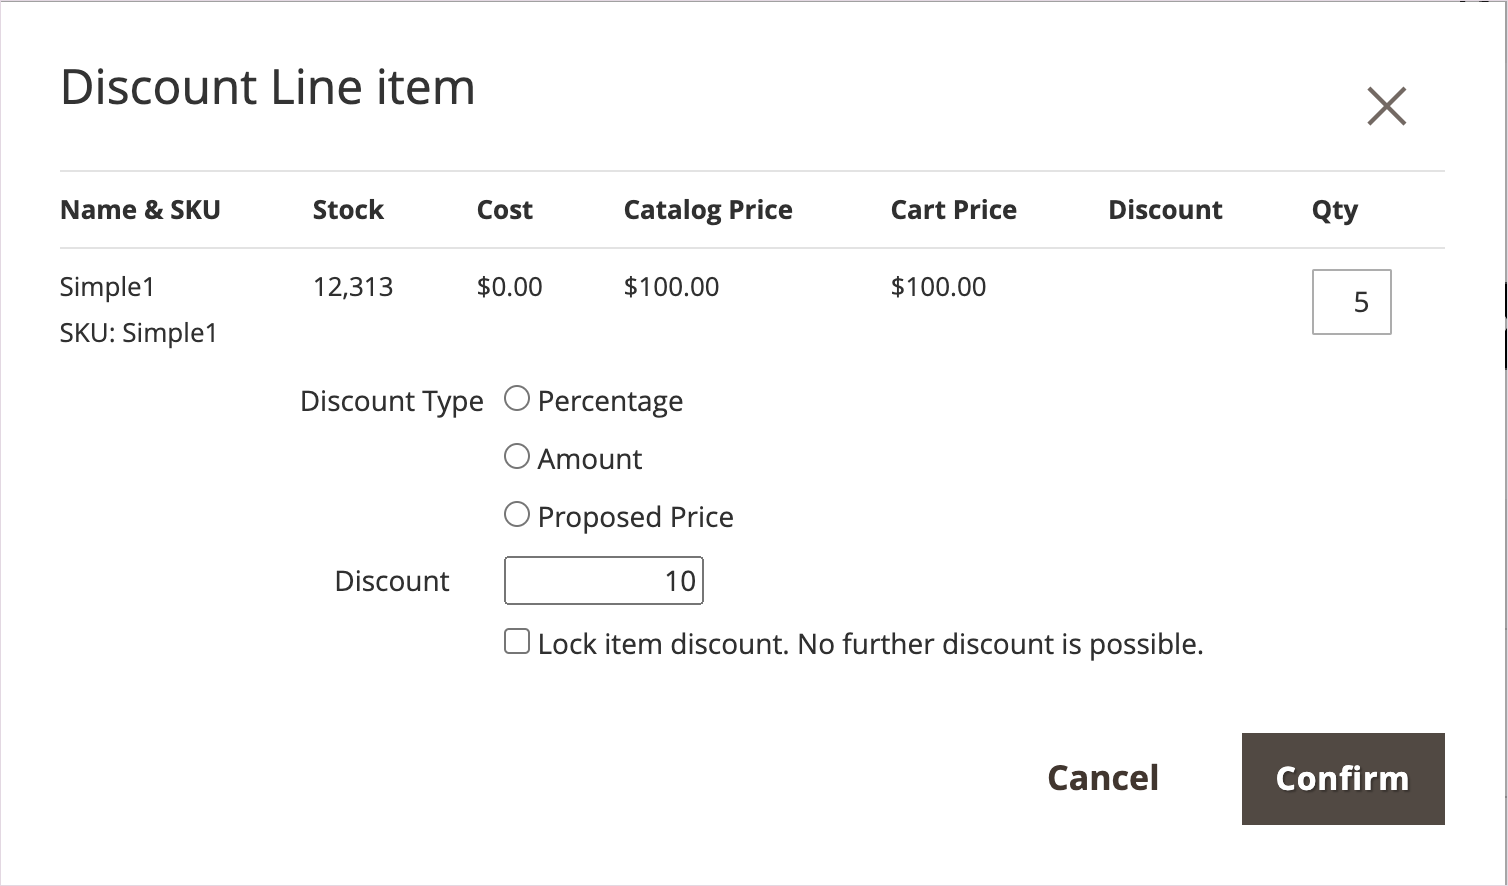 Discount Line item
Name & SKU Stock Cost Catalog Price Cart Price Discount Qty
Simple1 12,313 $0.00 $100.00 $100.00 5
SKU: Simple1
Discount Type Percentage
Amount
Proposed Price
Discount 10
Lock item discount. No further discount is possible.
Cancel Confirm